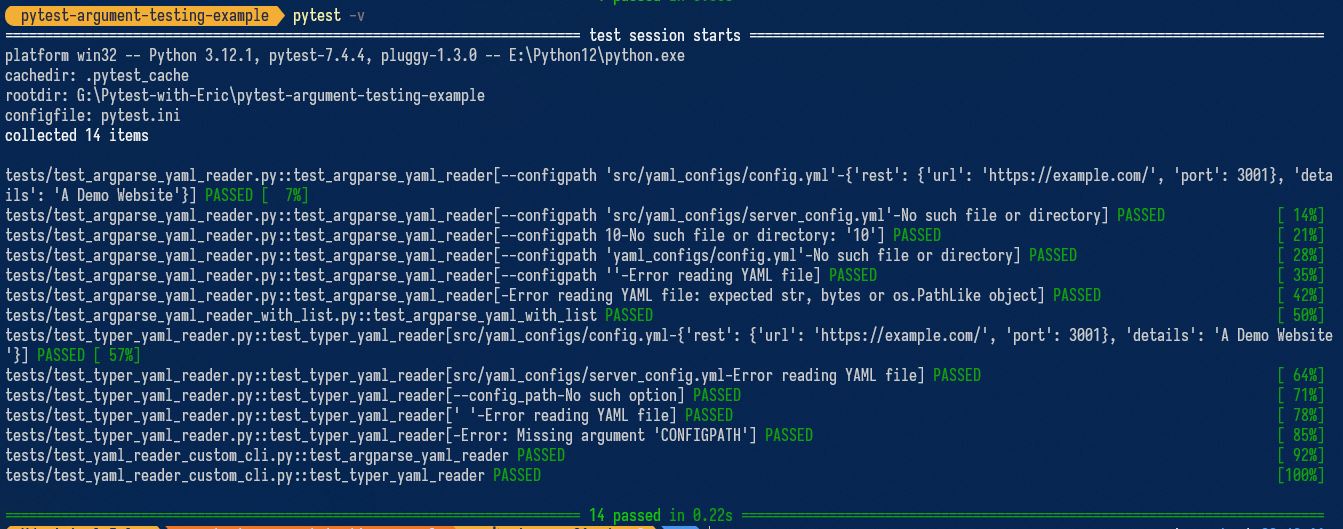 pytest-argument-testing-example pytest -v
============================= test session starts =============================
platform win32 -- Python 3.12.1, pytest-7.4.4, pluggy-1.3.0 -- E:\Python12\python.exe
cachedir: .pytest_cache
rootdir: G:\Pytest-with-Eric\pytest-argument-testing-example
configfile: pytest.ini
collected 14 items
tests/test_argparse_yaml_reader.py::test_argparse_yaml_reader[--configpath 'src/yaml_configs/config.yml'-{'rest': {'url': 'https://example.com/', 'port': 3001}, 'deta
ils': 'A Demo Website'}] PASSED [  7%]
tests/test_argparse_yaml_reader.py::test_argparse_yaml_reader[--configpath 'src/yaml_configs/server_config.yml'-No such file or directory] PASSED [ 14%]
tests/test_argparse_yaml_reader.py::test_argparse_yaml_reader[--configpath 10-No such file or directory: '10'] PASSED [ 21%]
tests/test_argparse_yaml_reader.py::test_argparse_yaml_reader[--configpath 'yaml_configs/config.yml'-No such file or directory] PASSED [ 28%]
tests/test_argparse_yaml_reader.py::test_argparse_yaml_reader[--configpath ''-Error reading YAML file] PASSED [ 35%]
tests/test_argparse_yaml_reader.py::test_argparse_yaml_reader[-Error reading YAML file: expected str, bytes or os.PathLike object] PASSED [ 42%]
tests/test_argparse_yaml_reader_with_list.py::test_argparse_yaml_with_list PASSED [ 50%]
tests/test_typer_yaml_reader.py::test_typer_yaml_reader[src/yaml_configs/config.yml-{'rest': {'url': 'https://example.com/', 'port': 3001}, 'details': 'A Demo Website
'}] PASSED [ 57%]
tests/test_typer_yaml_reader.py::test_typer_yaml_reader[src/yaml_configs/server_config.yml-Error reading YAML file] PASSED [ 64%]
tests/test_typer_yaml_reader.py::test_typer_yaml_reader[--config_path-No such option] PASSED [ 71%]
tests/test_typer_yaml_reader.py::test_typer_yaml_reader[' '-Error reading YAML file] PASSED [ 78%]
tests/test_typer_yaml_reader.py::test_typer_yaml_reader[-Error: Missing argument 'CONFIGPATH'] PASSED [ 85%]
tests/test_yaml_reader_custom_cli.py::test_argparse_yaml_reader PASSED [ 92%]
tests/test_yaml_reader_custom_cli.py::test_typer_yaml_reader PASSED [100%]
============================= 14 passed in 0.22s =============================